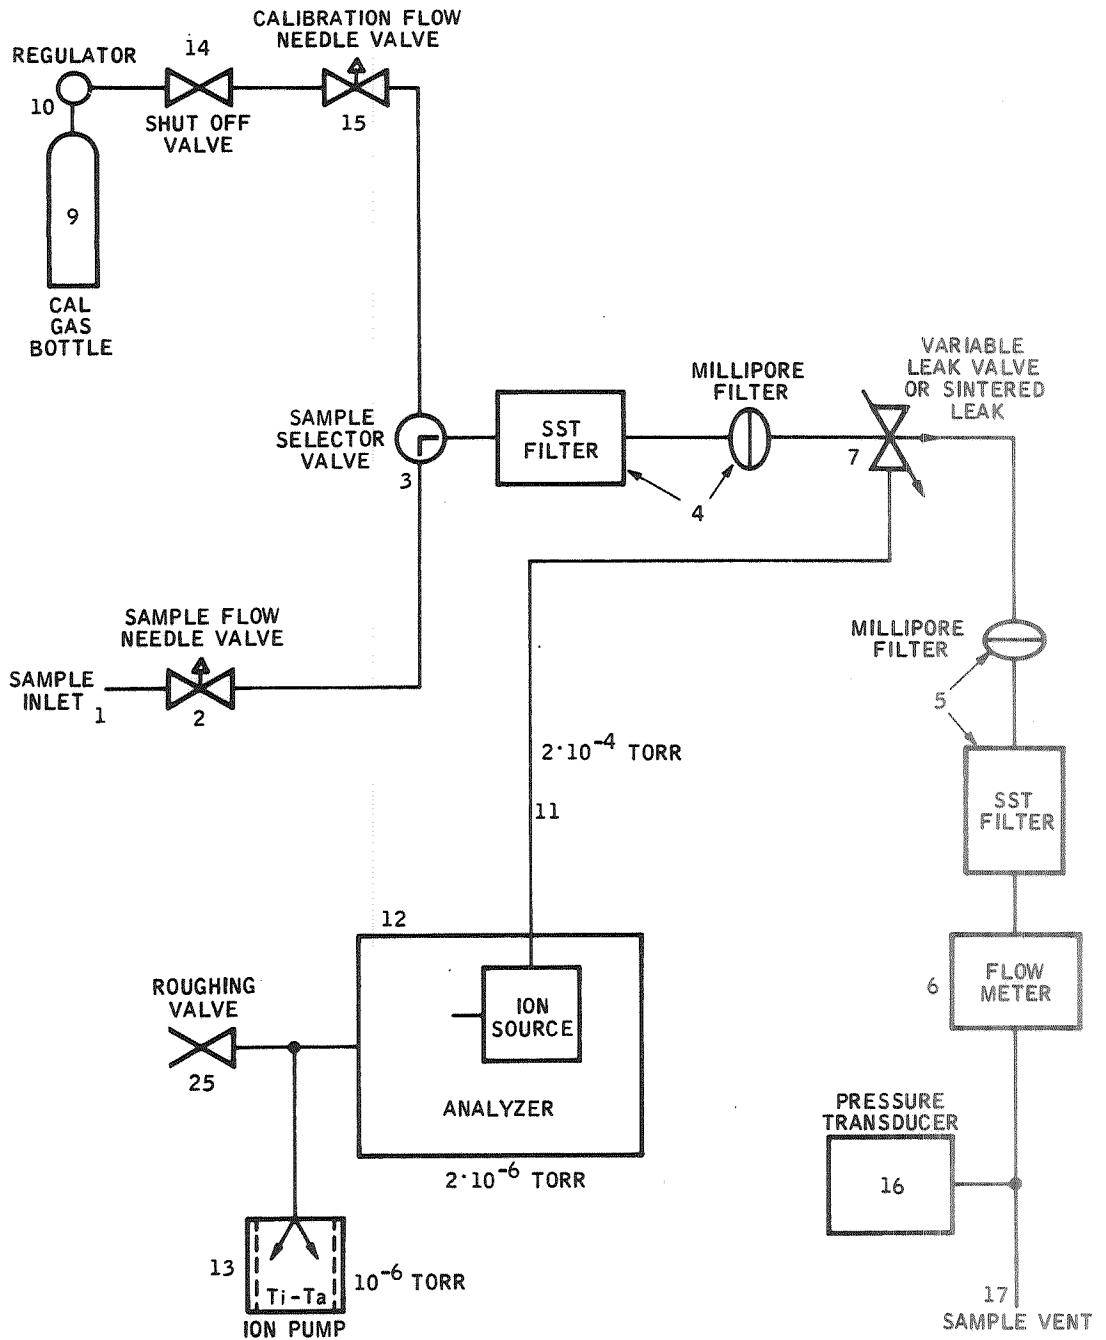 CALIBRATION FLOW
NEEDLE VALVE
14
REGULATOR
10
SHUT OFF
VALVE
15
9
CAL
GAS
BOTTLE
VARIABLE
LEAK VALVE
OR SINTERED
LEAK
MILLIPORE
FILTER
SAMPLE
SELECTOR
VALVE
3
SST
FILTER
7
4
SAMPLE FLOW
NEEDLE VALVE
SAMPLE
INLET
1
2
MILLIPORE
FILTER
5
2·10⁻⁴ TORR
11
SST
FILTER
12
ROUGHING
VALVE
25
ION
SOURCE
6
FLOW
METER
ANALYZER
2·10⁻⁶ TORR
PRESSURE
TRANSDUCER
16
13
Ti-Ta
10⁻⁶ TORR
ION PUMP
17
SAMPLE VENT